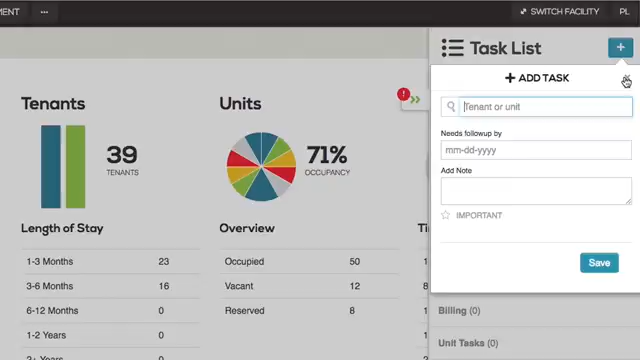 MENT
...
SWITCH FACILITY
PL
Tenants
39
TENANTS
Length of Stay
1-3 Months 23
3-6 Months 16
6-12 Months 0
1-2 Years 0
2+ Years 0
Units
71%
OCCUPANCY
Overview
Occupied 50
Vacant 12
Reserved 8
Task List
+
+ ADD TASK
Tenant or unit
Needs followup by
mm-dd-yyyy
Add Note
IMPORTANT
Save
Billing (0)
Unit Tasks (0)